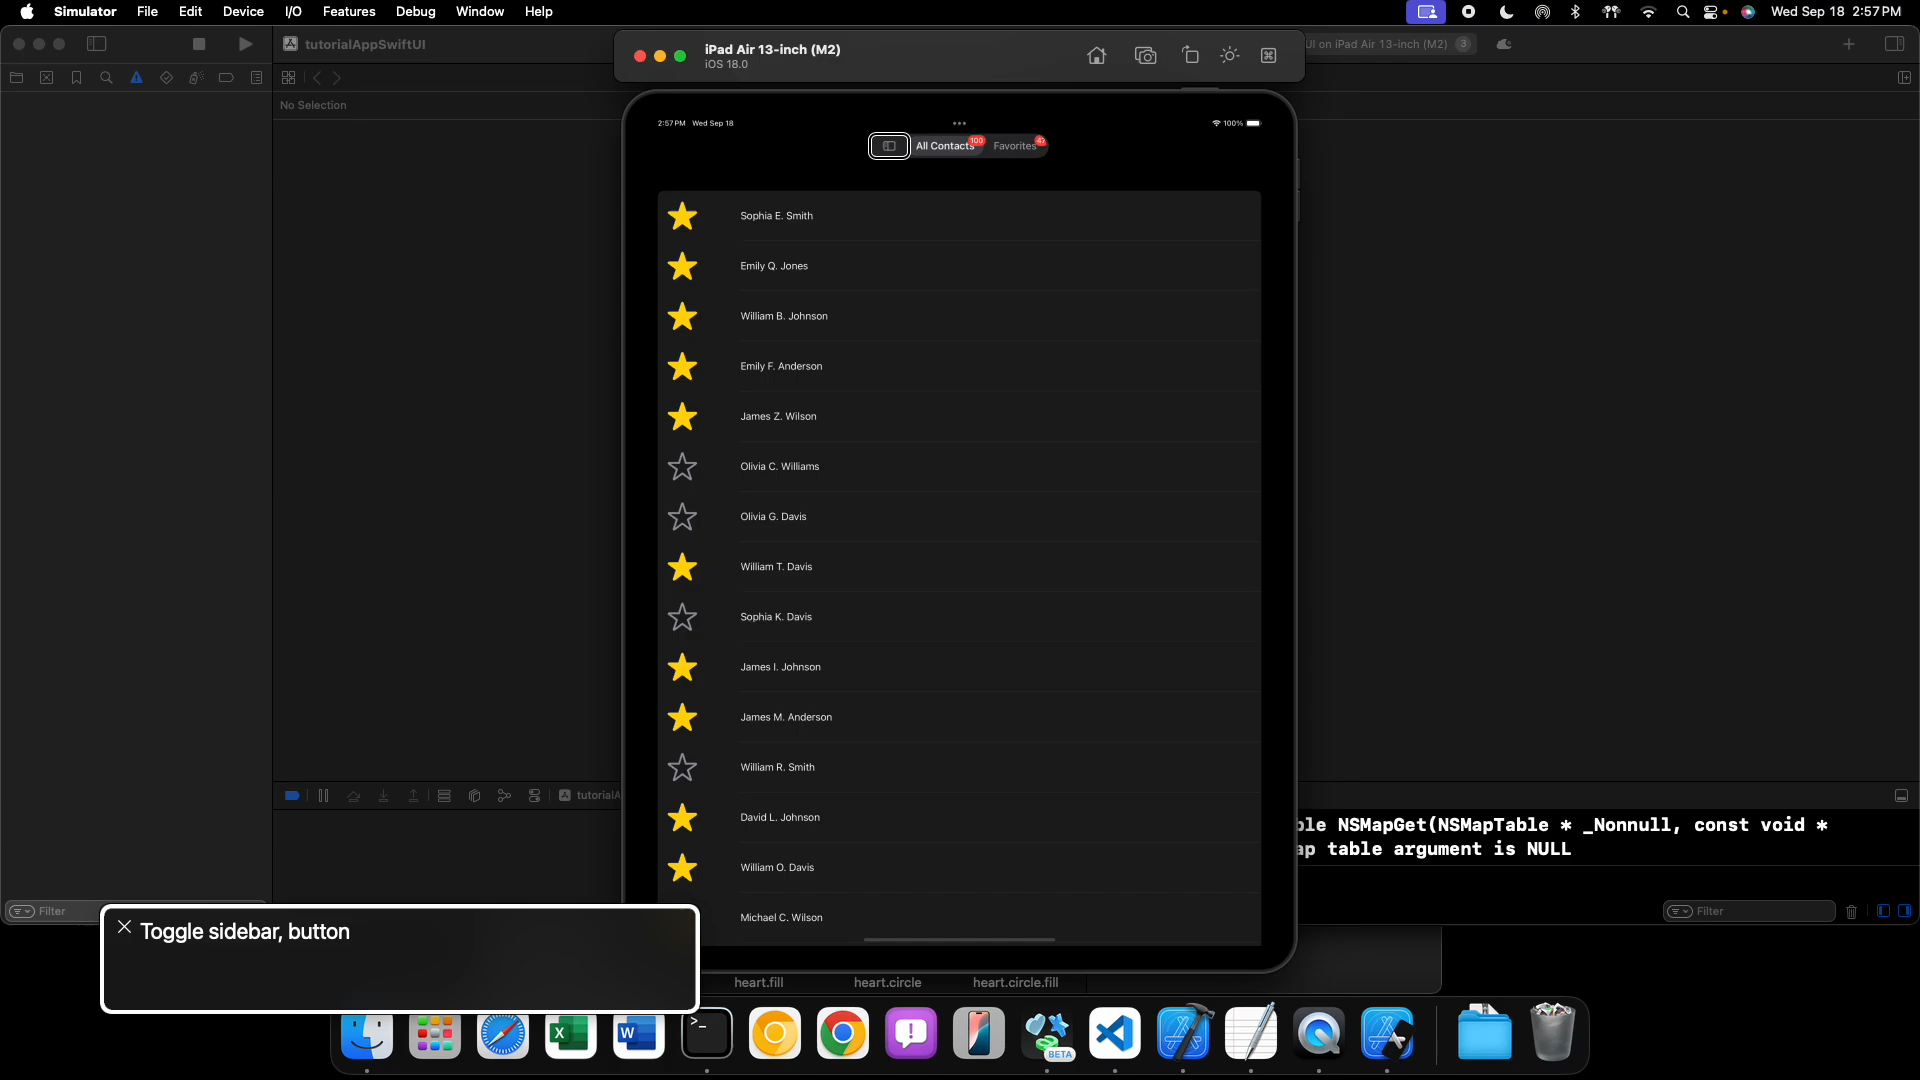 Simulator File Edit Device I/O Features Debug Window Help
Wed Sep 18 2:57 PM
tutorialAppSwiftUI
iPad Air 13-inch (M2)
iOS 18.0
UI on iPad Air 13-inch (M2) 3
No Selection
2:57 PM Wed Sep 18
100%
All Contacts 100 Favorites 47
Sophia E. Smith
Emily Q. Jones
William B. Johnson
Emily F. Anderson
James Z. Wilson
Olivia C. Williams
Olivia G. Davis
William T. Davis
Sophia K. Davis
James I. Johnson
James M. Anderson
William R. Smith
David L. Johnson
William O. Davis
Michael C. Wilson
tutorialA
ble NSMapGet(NSMapTable * _Nonnull, const void *
ap table argument is NULL
Filter
Filter
Toggle sidebar, button
heart.fill heart.circle heart.circle.fill
BETA